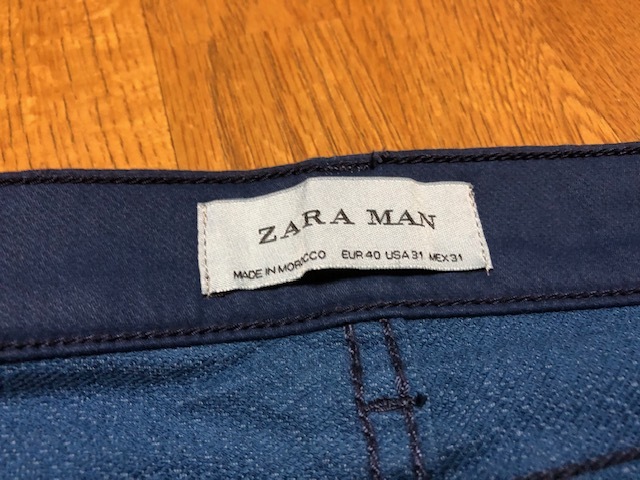 ZARA MAN
MADE IN MOROCCO EUR 40 USA 31 MEX 31